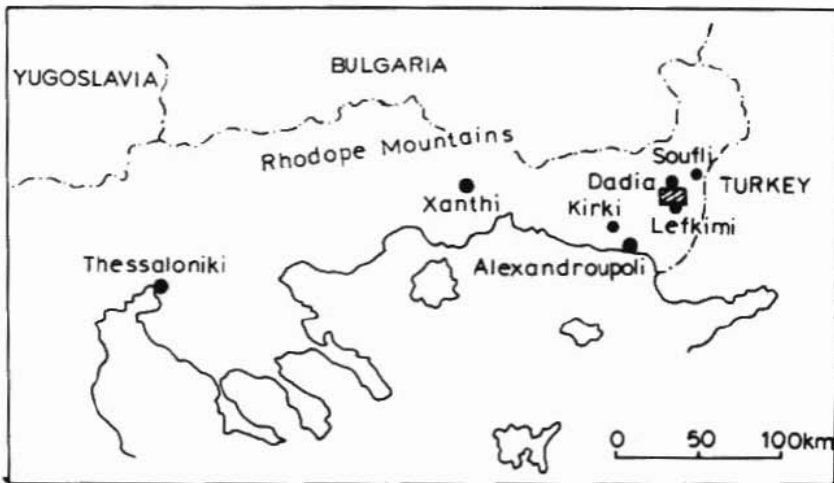 BULGARIA
YUGOSLAVIA
Rhodope Mountains
Soufli
Dadia
TURKEY
Xanthi
Kirki
Lefkimi
Thessaloniki
Alexandroupoli
0 50 100km